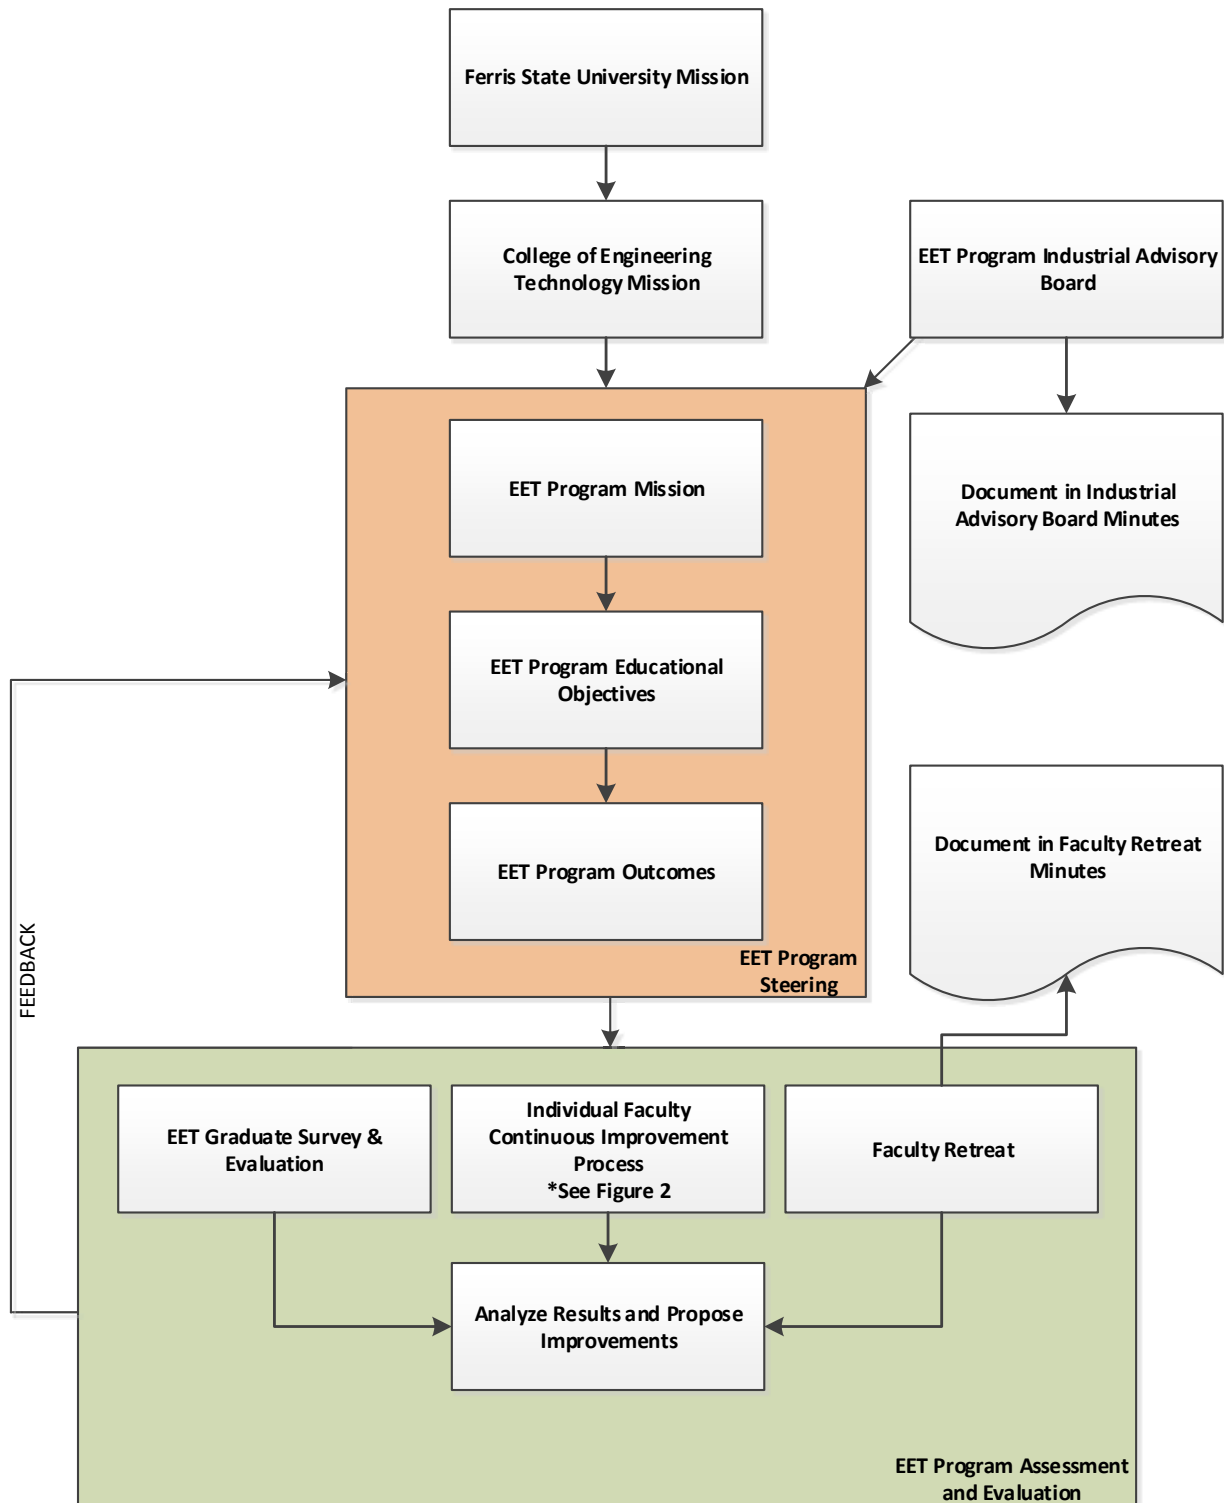 Ferris State University Mission
College of Engineering
Technology Mission
EET Program Industrial Advisory
Board
EET Program Mission
Document in Industrial
Advisory Board Minutes
EET Program Educational
Objectives
Document in Faculty Retreat
Minutes
EET Program Outcomes
EET Program
Steering
FEEDBACK
EET Graduate Survey &
Evaluation
Individual Faculty
Continuous Improvement
Process
*See Figure 2
Faculty Retreat
Analyze Results and Propose
Improvements
EET Program Assessment
and Evaluation